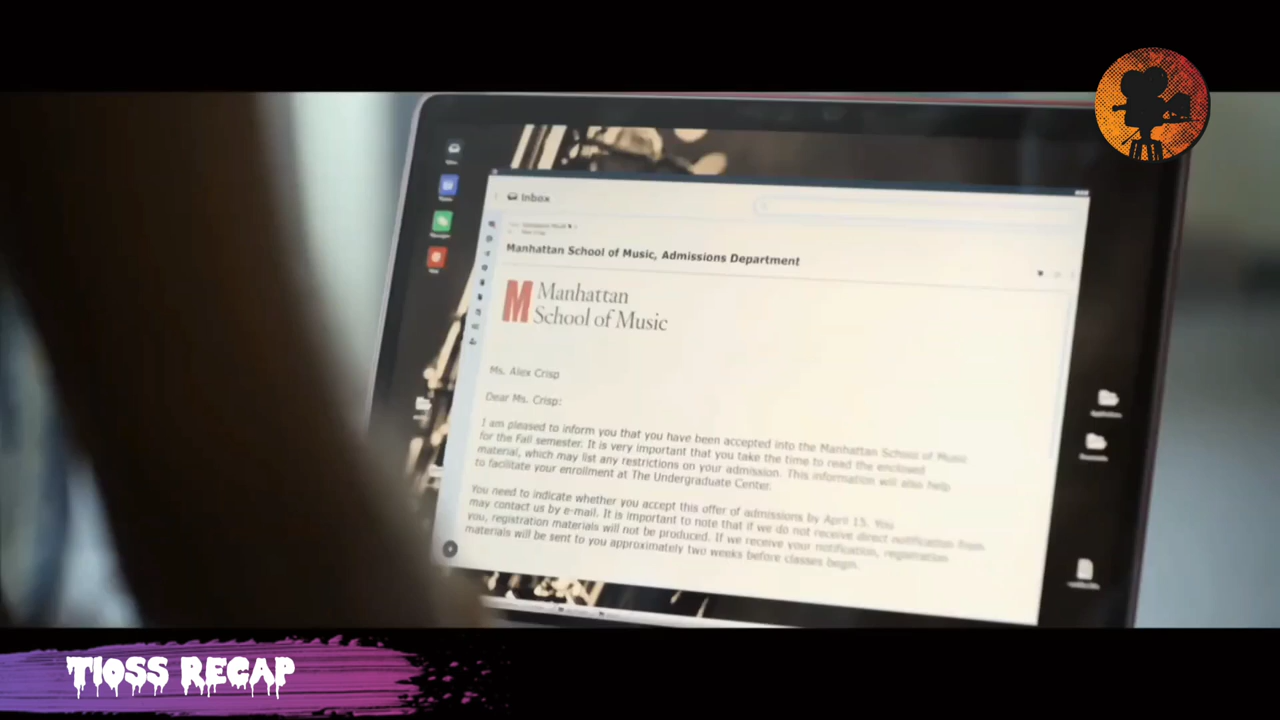 Inbox
Manhattan School of Music, Admissions Department
M Manhattan
School of Music
Ms. Alex Crisp
Dear Ms. Crisp:
I am pleased to inform you that you have been accepted into the Manhattan School of Music
for the Fall semester. It is very important that you take the time to read the enclosed
material, which may list any restrictions on your admission. This information will also help
to facilitate your enrollment at The Undergraduate Center.
You need to indicate whether you accept this offer of admissions by April 15. You
may contact us by e-mail. It is important to note that if we do not receive direct notification from
you, registration materials will not be produced. If we receive your notification, registration
materials will be sent to you approximately two weeks before classes begin.
TIOSS RECAP